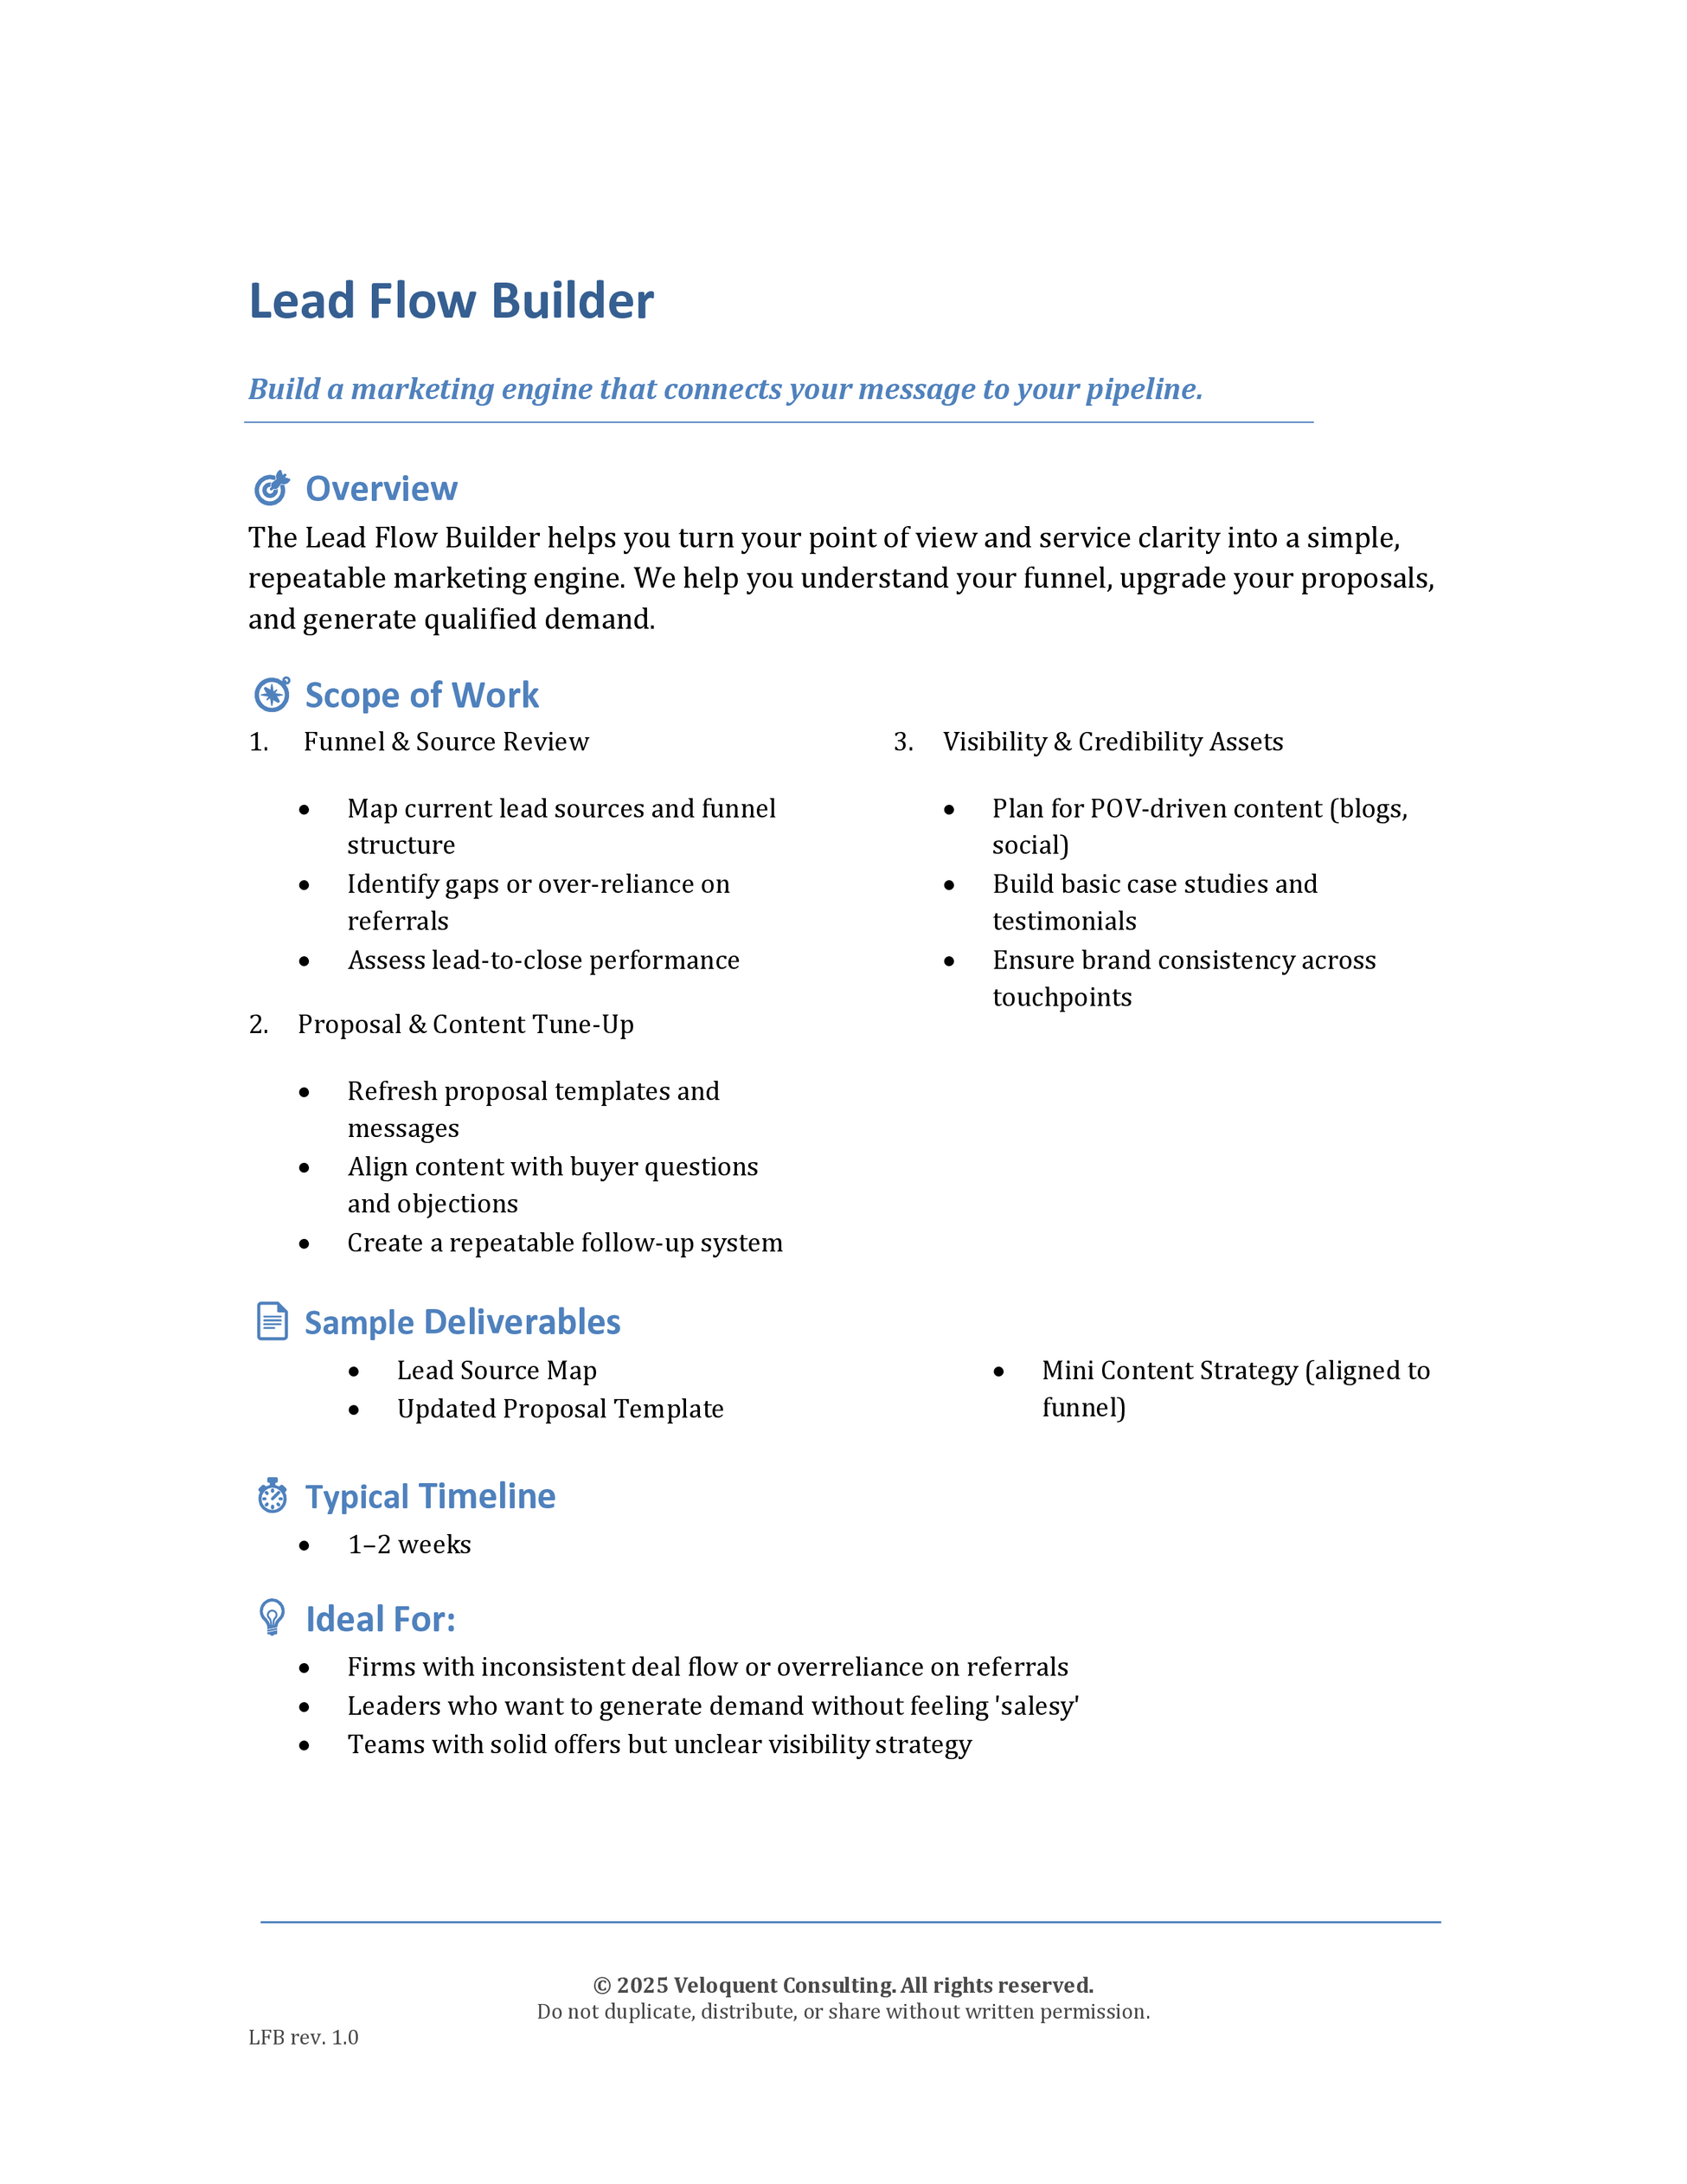 Lead Flow Builder
Build a marketing engine that connects your message to your pipeline.
Overview
The Lead Flow Builder helps you turn your point of view and service clarity into a simple,
repeatable marketing engine. We help you understand your funnel, upgrade your proposals,
and generate qualified demand.
Scope of Work
1. Funnel & Source Review
• Map current lead sources and funnel
structure
• Identify gaps or over-reliance on
referrals
• Assess lead-to-close performance
2. Proposal & Content Tune-Up
• Refresh proposal templates and
messages
• Align content with buyer questions
and objections
• Create a repeatable follow-up system
3. Visibility & Credibility Assets
• Plan for POV-driven content (blogs,
social)
• Build basic case studies and
testimonials
• Ensure brand consistency across
touchpoints
Sample Deliverables
• Lead Source Map
• Updated Proposal Template
• Mini Content Strategy (aligned to
funnel)
Typical Timeline
• 1–2 weeks
Ideal For:
• Firms with inconsistent deal flow or overreliance on referrals
• Leaders who want to generate demand without feeling 'salesy'
• Teams with solid offers but unclear visibility strategy
© 2025 Veloquent Consulting. All rights reserved.
Do not duplicate, distribute, or share without written permission.
LFB rev. 1.0